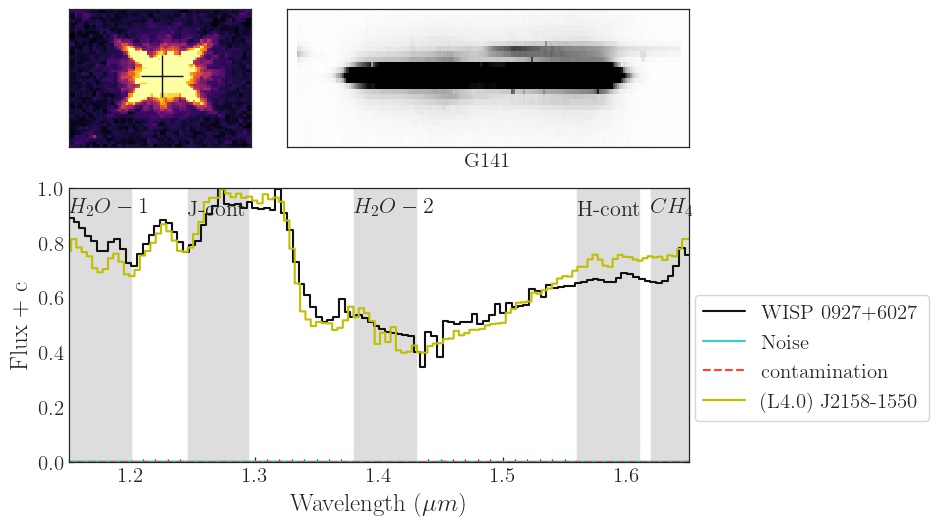 G141
1.0
0.8
0.6
0.4
0.2
0.0
Flux + c
H₂O − 1
J-cont
H₂O − 2
H-cont
CH₄
1.2
1.3
1.4
1.5
1.6
Wavelength (μm)
WISP 0927+6027
Noise
contamination
(L4.0) J2158-1550